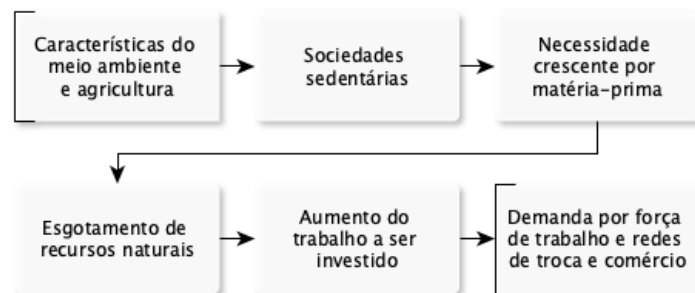 Características do
meio ambiente
e agricultura
Sociedades
sedentárias
Necessidade
crescente por
matéria-prima
Esgotamento de
recursos naturais
Aumento do
trabalho a ser
investido
Demanda por força
de trabalho e redes
de troca e comércio